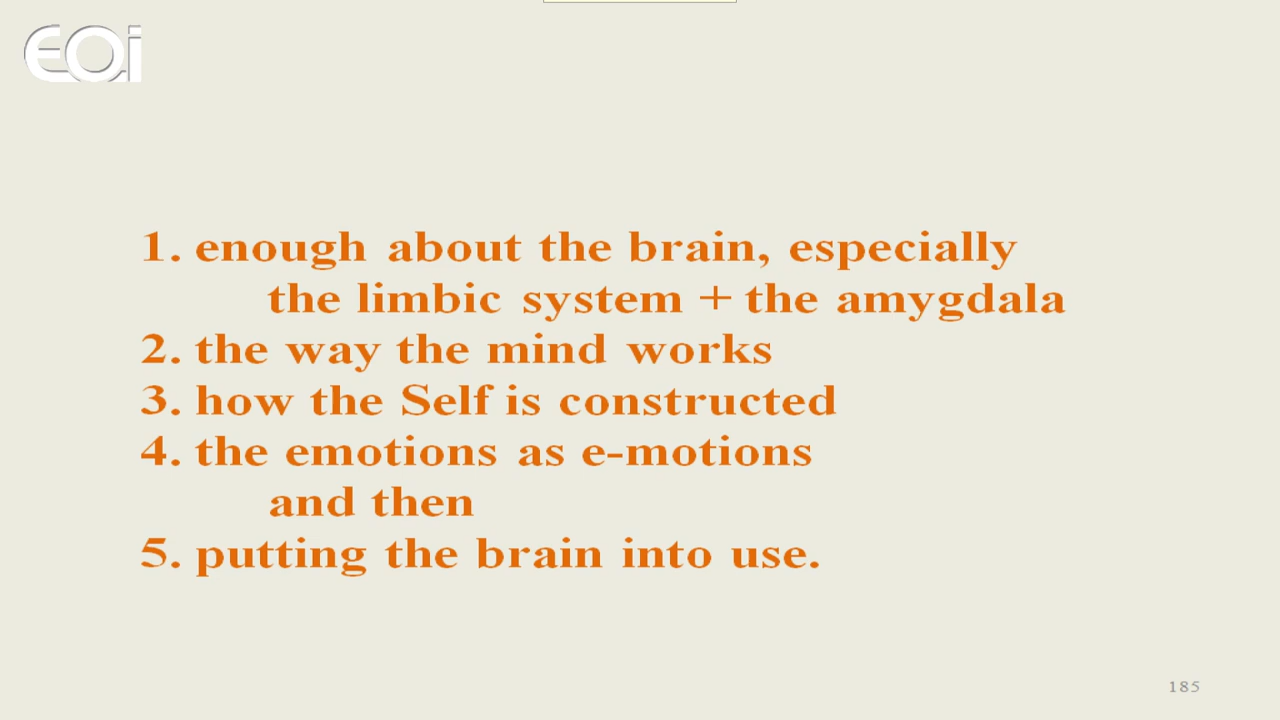 EQi
1. enough about the brain, especially
the limbic system + the amygdala
2. the way the mind works
3. how the Self is constructed
4. the emotions as e-motions
and then
5. putting the brain into use.
185